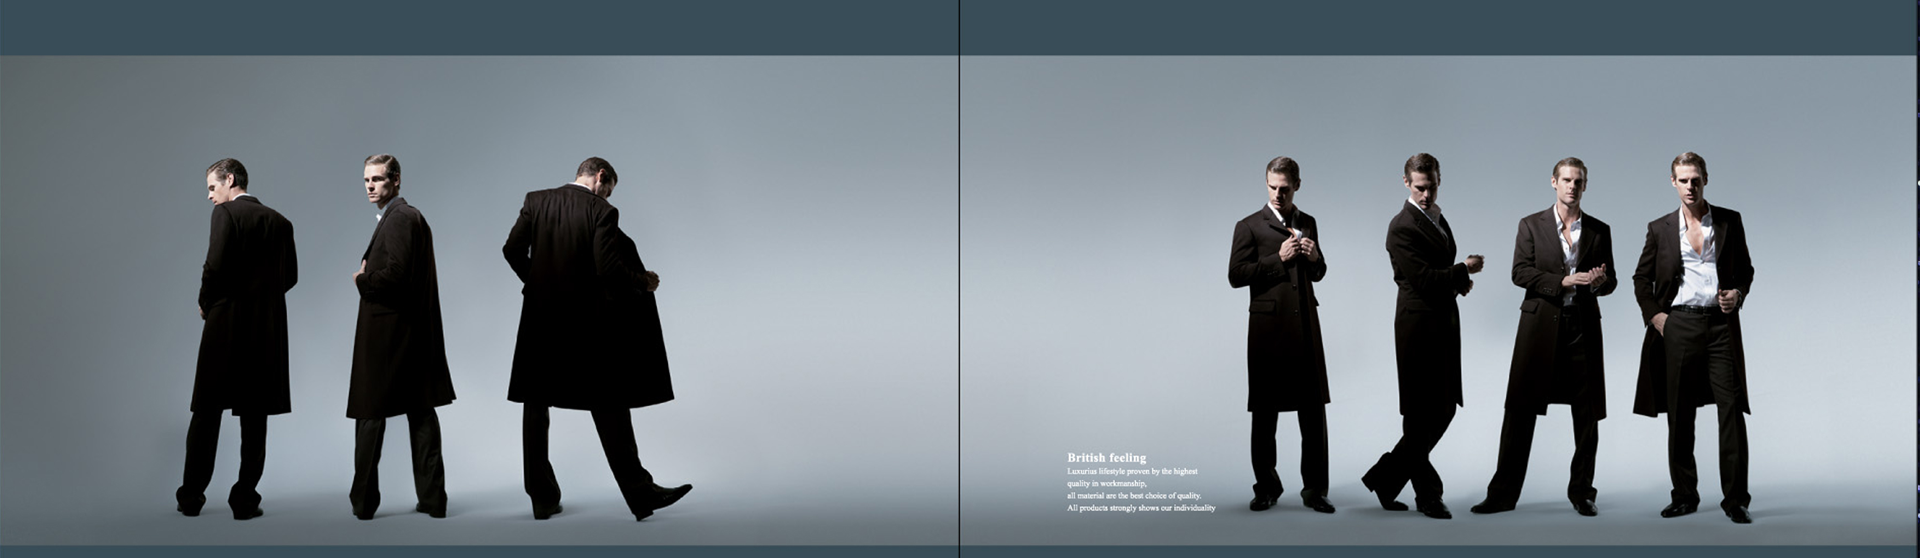 British feeling
Luxurius lifestyle proven by the highest
quality in workmanship,
all material are the best choice of quality.
All products strongly shows our individuality